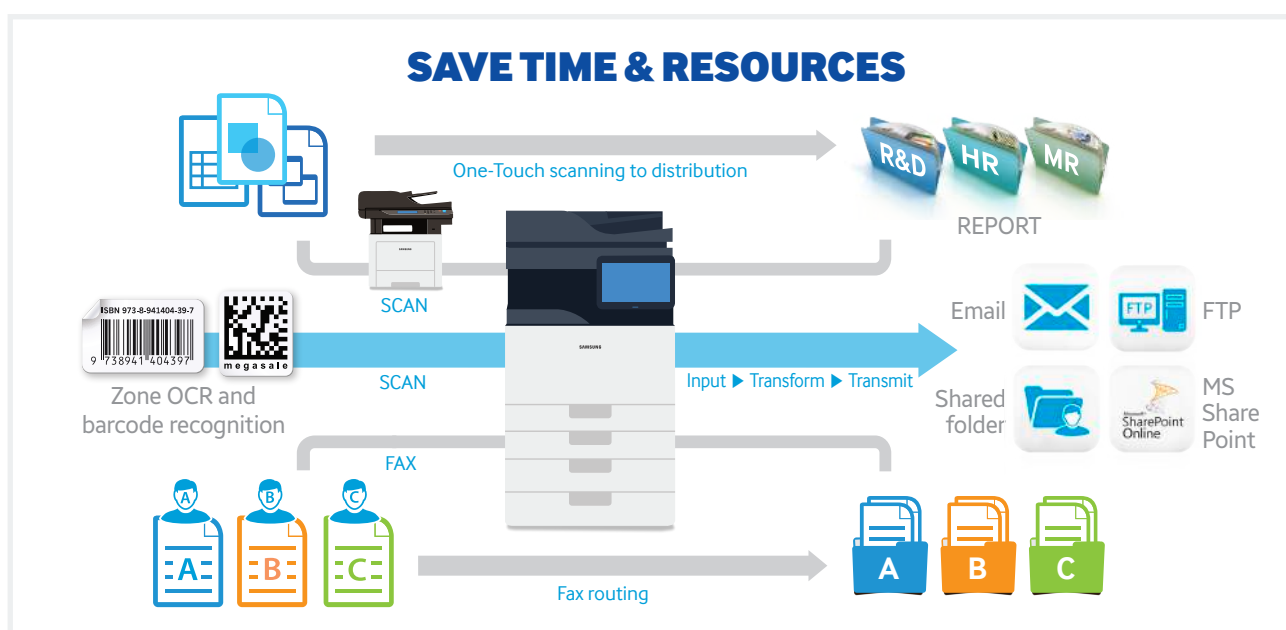 SAVE TIME & RESOURCES
One-Touch scanning to distribution
R&D
HR
MR
REPORT
SAMSUNG
SCAN
ISBN 973-8-941404-39-7
9 738941 404397
megasale
Zone OCR and
barcode recognition
SCAN
SAMSUNG
Input ▶ Transform ▶ Transmit
Email
FTP
FTP
Shared
folder
Microsoft
SharePoint
Online
MS
Share
Point
FAX
A
B
C
A
B
C
Fax routing
A
B
C